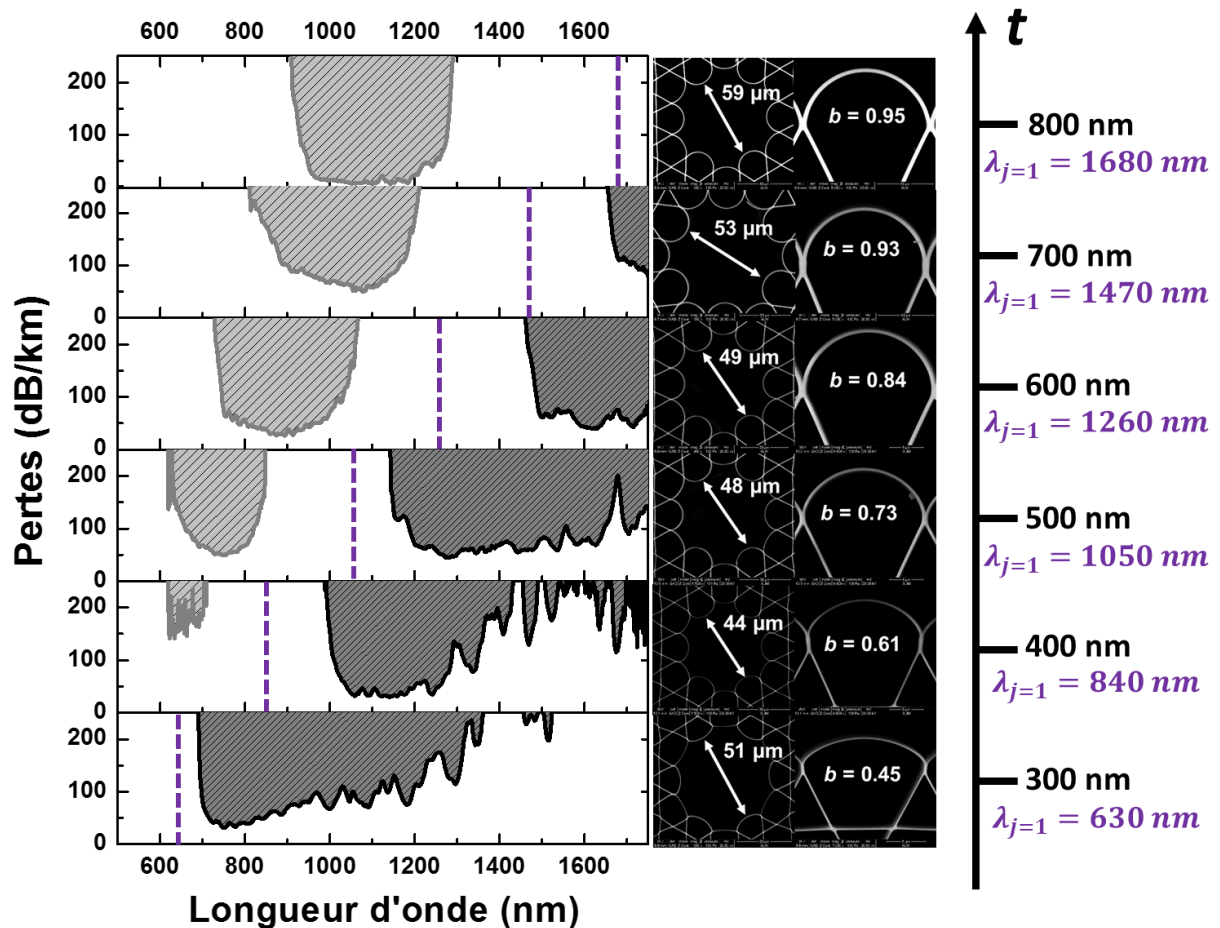 600 800 1000 1200 1400 1600
t
Pertes (dB/km)
200
100
0
59 µm
b = 0.95
800 nm
λj=1 = 1680 nm
200
100
0
53 µm
b = 0.93
700 nm
λj=1 = 1470 nm
200
100
0
49 µm
b = 0.84
600 nm
λj=1 = 1260 nm
200
100
0
48 µm
b = 0.73
500 nm
λj=1 = 1050 nm
200
100
0
44 µm
b = 0.61
400 nm
λj=1 = 840 nm
200
100
0
51 µm
b = 0.45
300 nm
λj=1 = 630 nm
600 800 1000 1200 1400 1600
Longueur d'onde (nm)